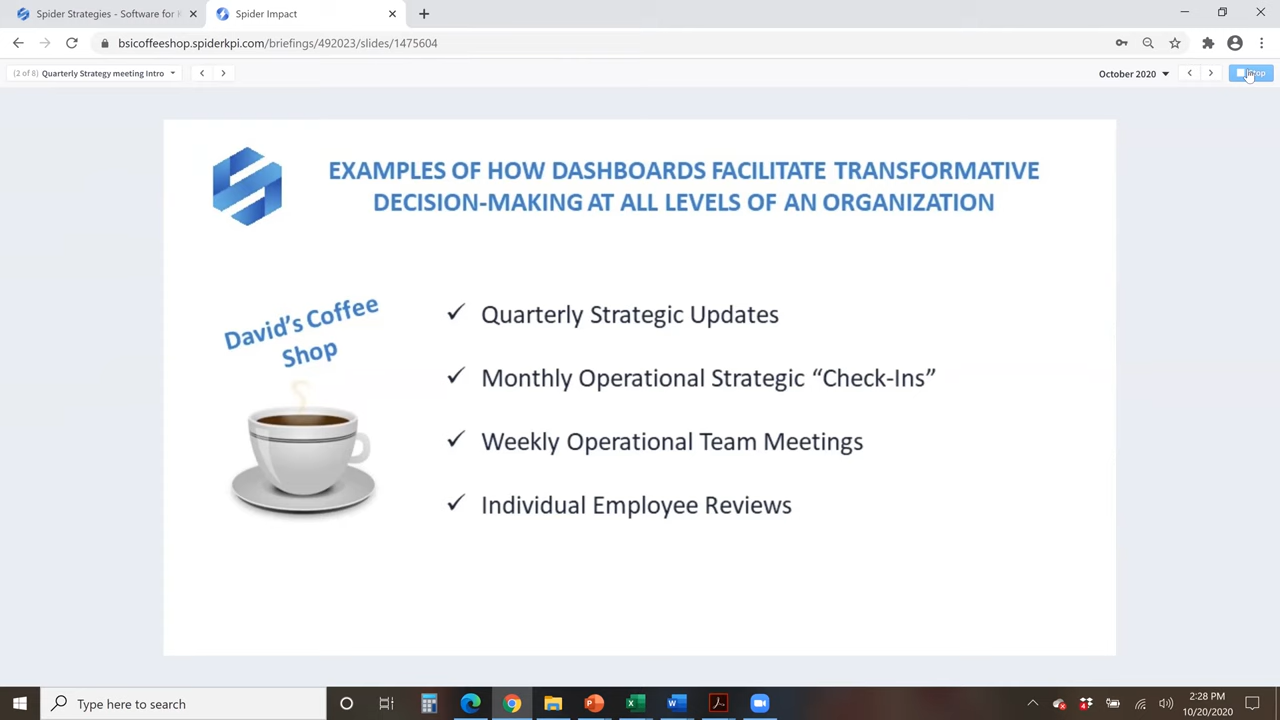 Spider Strategies - Software for
Spider Impact
bsicoffeeshop.spiderkpi.com/briefings/492023/slides/1475604
(2 of 8) Quarterly Strategy meeting Intro
October 2020
EXAMPLES OF HOW DASHBOARDS FACILITATE TRANSFORMATIVE
DECISION-MAKING AT ALL LEVELS OF AN ORGANIZATION
David's Coffee
Shop
✓ Quarterly Strategic Updates
✓ Monthly Operational Strategic “Check-Ins”
✓ Weekly Operational Team Meetings
✓ Individual Employee Reviews
Type here to search
2:28 PM
10/20/2020